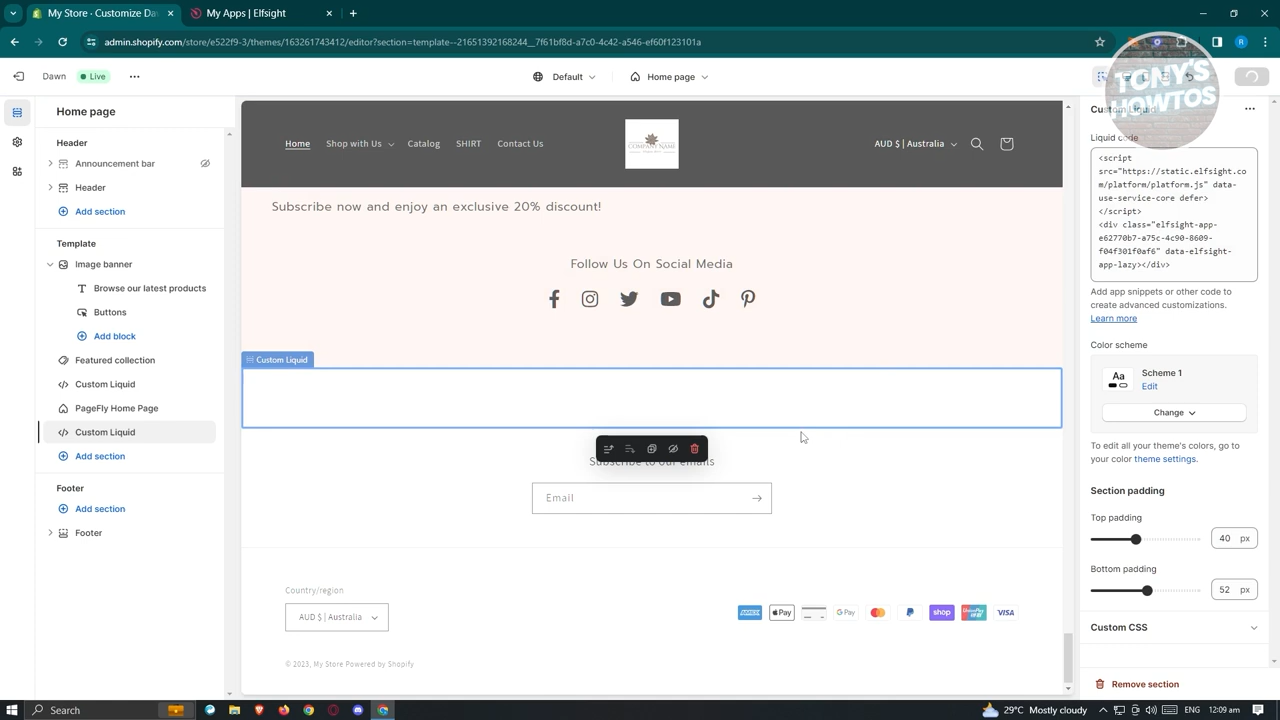 My Store · Customize Da
My Apps | Elfsight
admin.shopify.com/store/e522f9-3/themes/163261743412/editor?section=template--21651392168244__7f61bf8d-a7c0-4c42-a546-ef60f123101a
R
TONY'S
HOWTOS
Dawn
Live
Default
Home page
Home page
Header
Announcement bar
Header
Add section
Template
Image banner
Browse our latest products
Buttons
Add block
Featured collection
Custom Liquid
PageFly Home Page
Custom Liquid
Add section
Footer
Add section
Footer
Home
Shop with Us
Catalog
SHIRT
Contact Us
COMPANY NAME
AUD $ | Australia
Subscribe now and enjoy an exclusive 20% discount!
Follow Us On Social Media
Custom Liquid
Subscribe to our emails
Email
Country/region
AUD $ | Australia
AMEX
Apple Pay
G Pay
shop
UnionPay
VISA
© 2023, My Store Powered by Shopify
Custom Liquid
Liquid code
<script
src="https://static.elfsight.co
m/platform/platform.js" data-
use-service-core defer>
</script>
<div class="elfsight-app-
e62770b7-a75c-4c90-8609-
f04f301f0af6" data-elfsight-
app-lazy></div>
Add app snippets or other code to
create advanced customizations.
Learn more
Color scheme
Aa
Scheme 1
Edit
Change
To edit all your theme's colors, go to
your color theme settings.
Section padding
Top padding
40 px
Bottom padding
52 px
Custom CSS
Remove section
Search
29°C Mostly cloudy
ENG
12:09 am